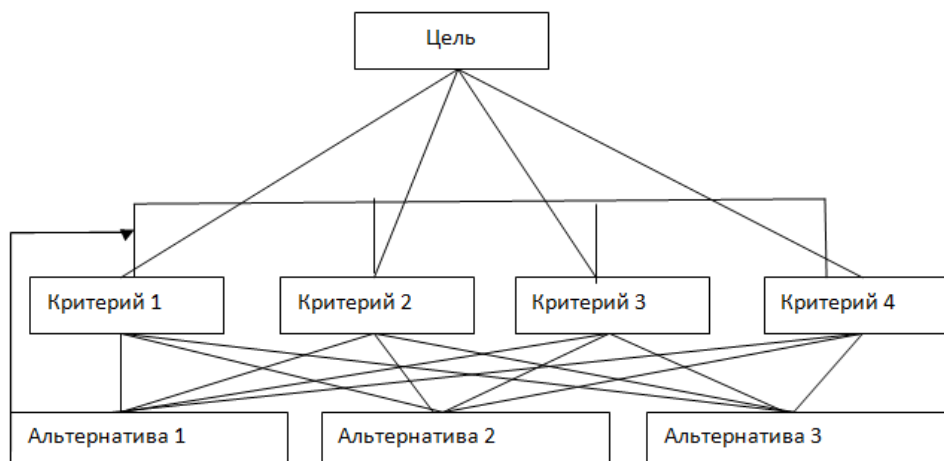 Цель
Критерий 1
Критерий 2
Критерий 3
Критерий 4
Альтернатива 1
Альтернатива 2
Альтернатива 3